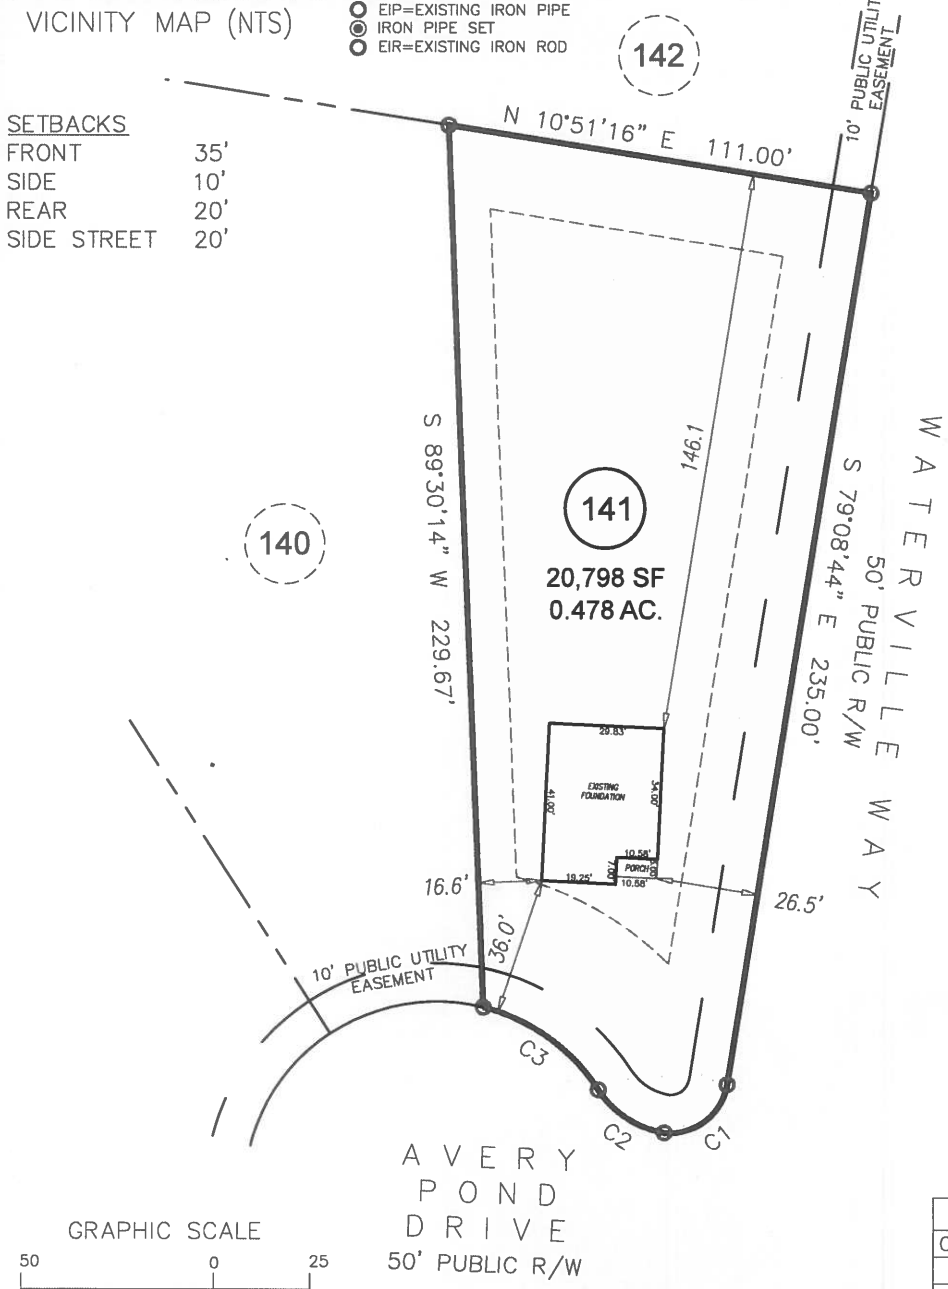 VICINITY MAP (NTS)
EIP=EXISTING IRON PIPE
IRON PIPE SET
EIR=EXISTING IRON ROD
142
10' PUBLIC UTILIT
EASEMENT
SETBACKS
FRONT 35'
SIDE 10'
REAR 20'
SIDE STREET 20'
N 10°51'16" E 111.00'
S 89°30'14" W 229.67'
146.1
141
20,798 SF
0.478 AC.
140
S 79°08'44" E 235.00'
50' PUBLIC R/W
WATERVILLE WAY
29.83'
41.00'
EXISTING
FOUNDATION
34.00'
10.58'
7.00'
PORCH
19.25'
10.58'
16.6'
26.5'
36.0'
10' PUBLIC UTILITY
EASEMENT
C3
C2
C1
AVERY
POND
DRIVE
50' PUBLIC R/W
GRAPHIC SCALE
50 0 25